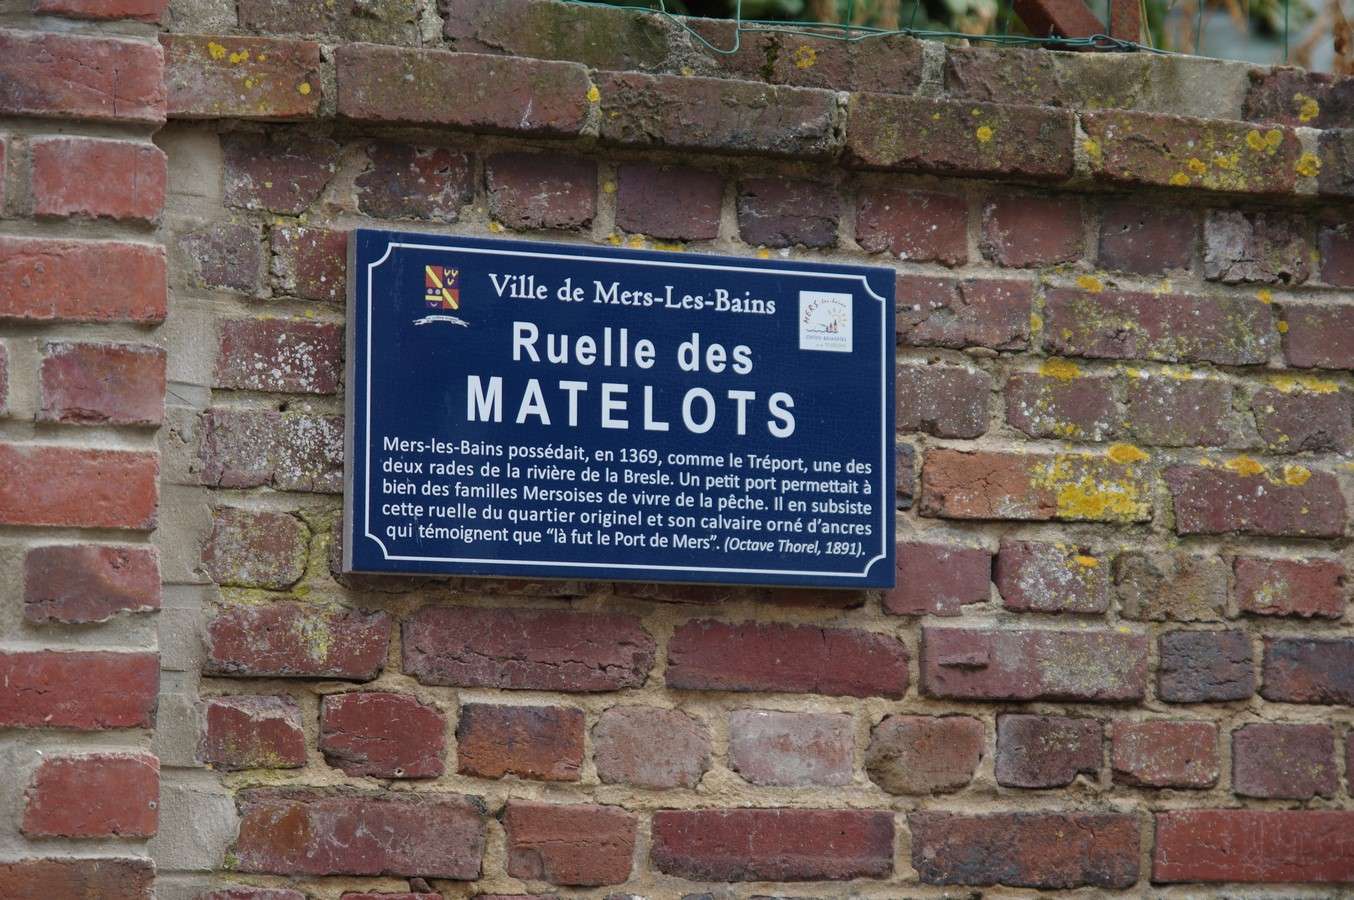 Ville de Mers-Les-Bains
Ruelle des
MATELOTS
Mers-les-Bains possédait, en 1369, comme le Tréport, une des
deux rades de la rivière de la Bresle. Un petit port permettait à
bien des familles Mersoises de vivre de la pêche. Il en subsiste
cette ruelle du quartier originel et son calvaire orné d'ancres
qui témoignent que "là fut le Port de Mers". (Octave Thorel, 1891).
MERS-les-Bains